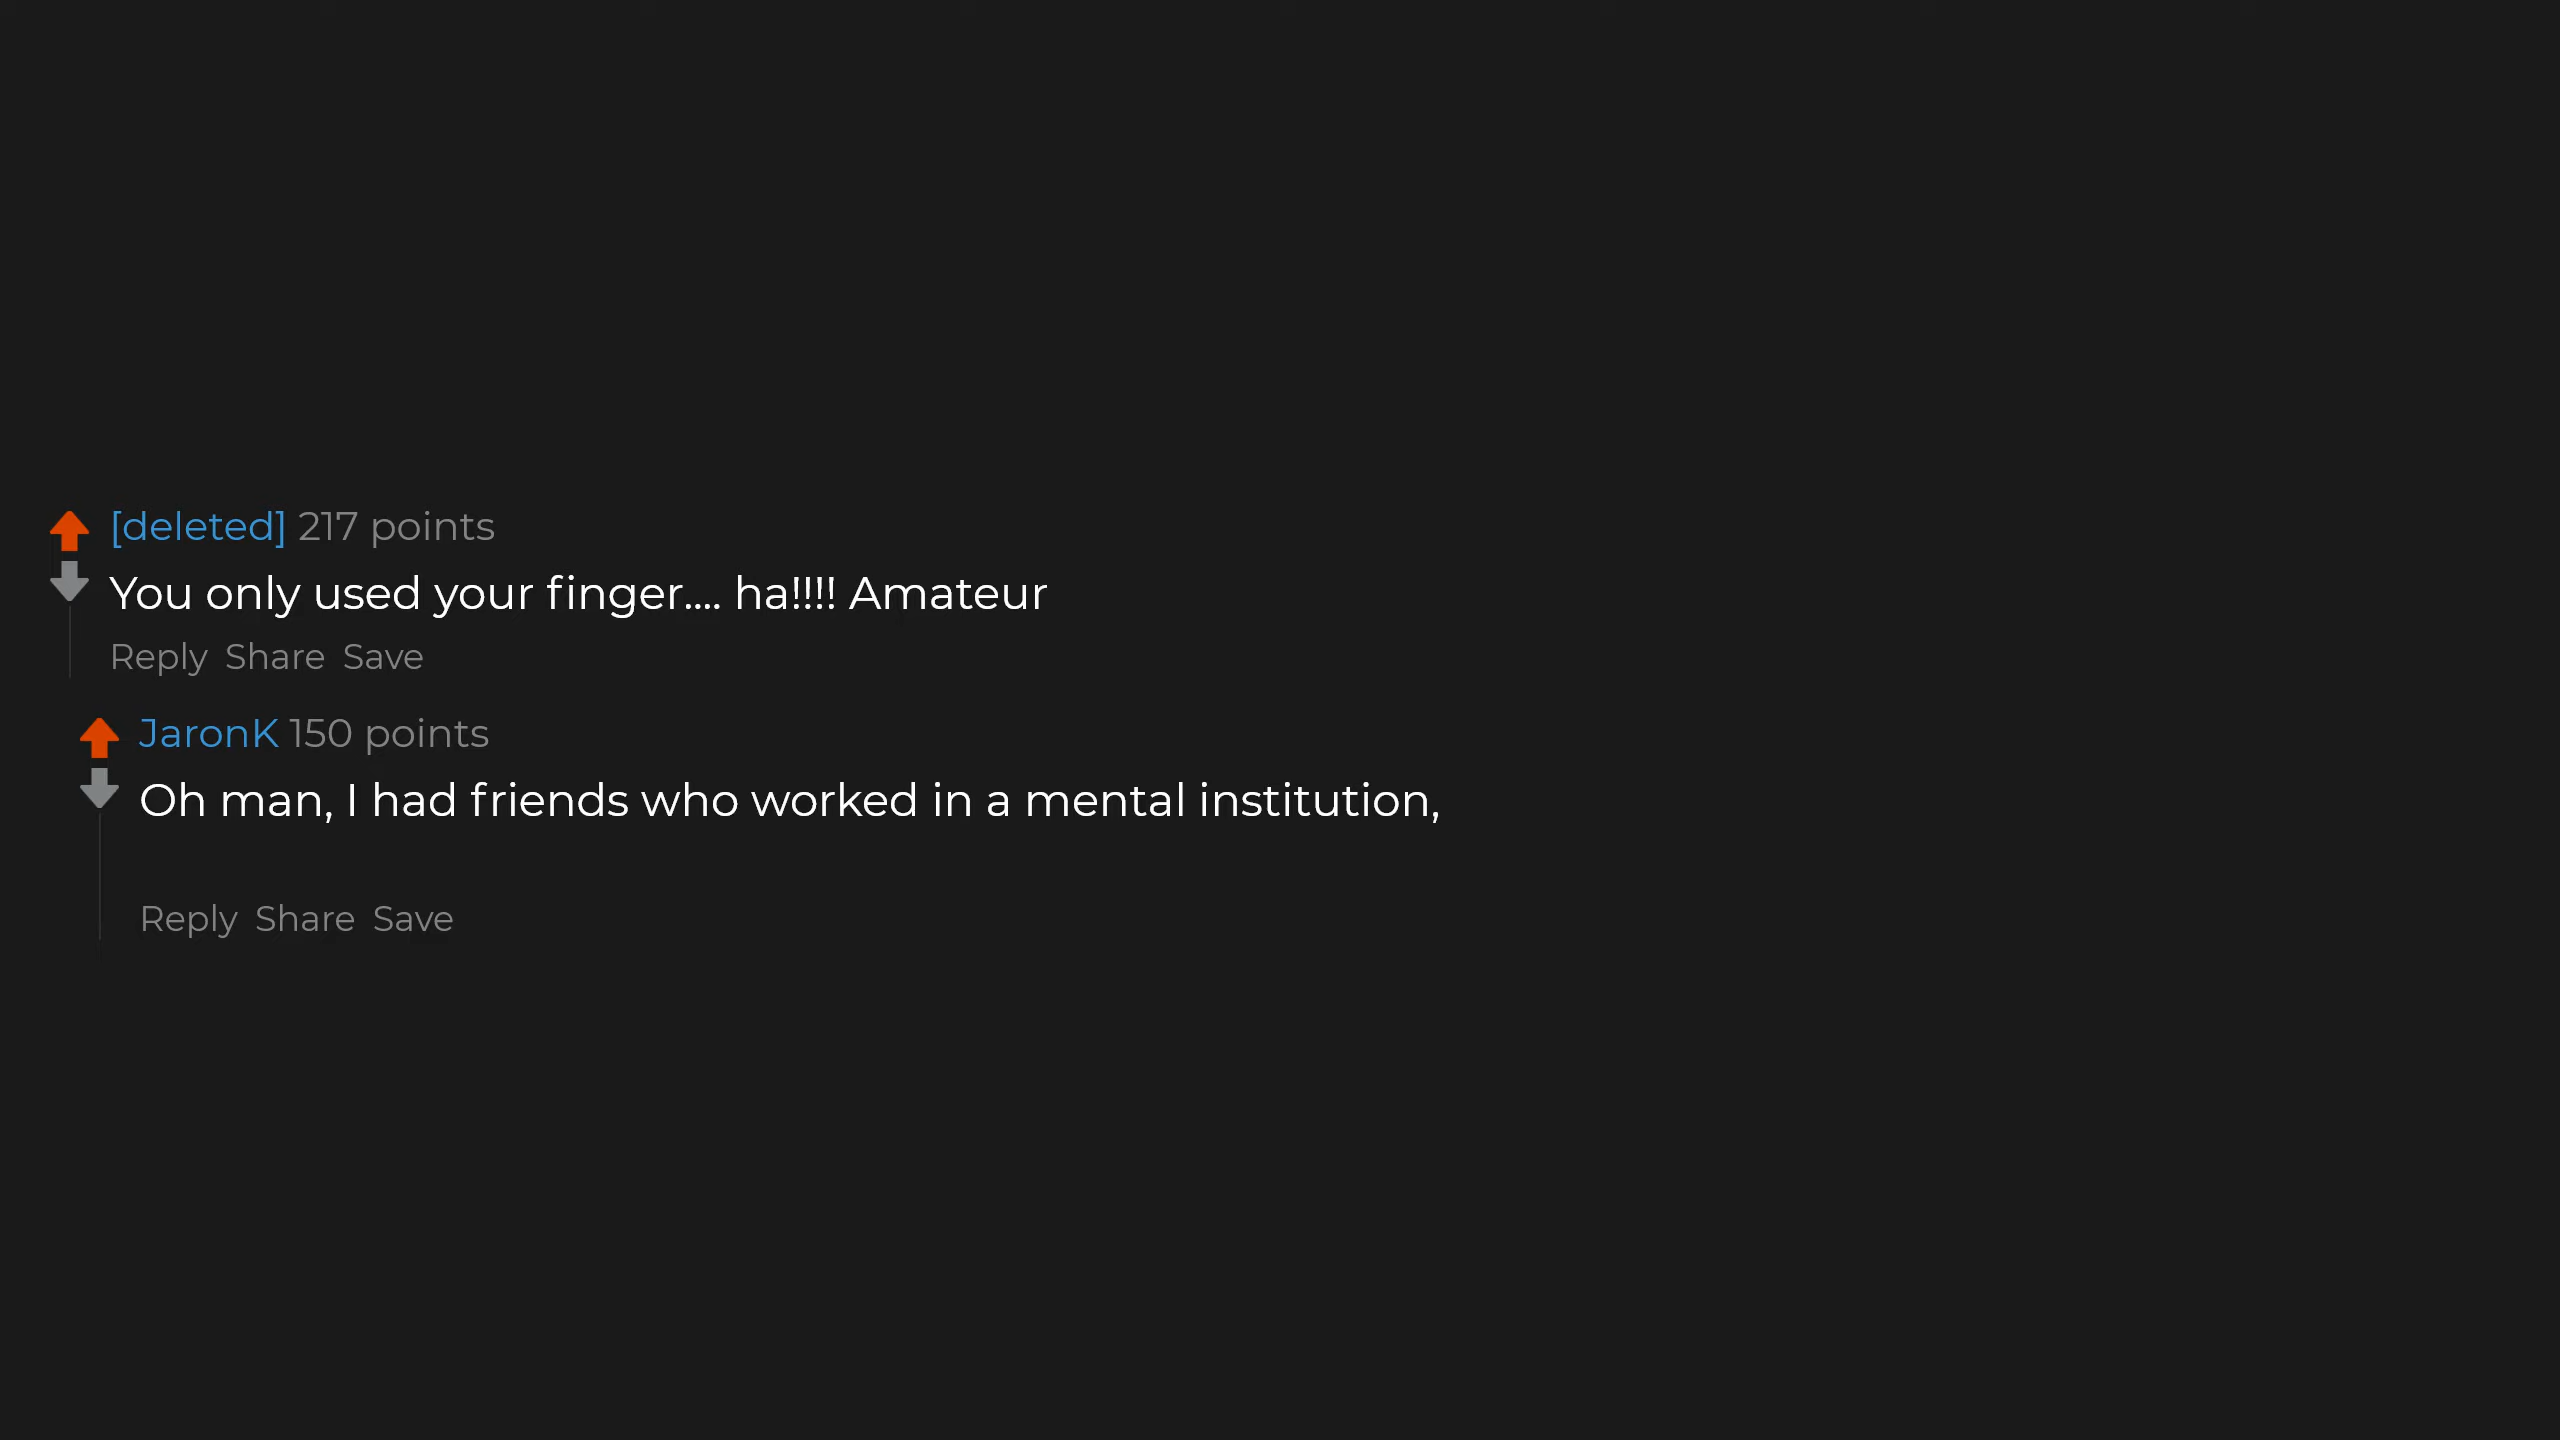 [deleted] 217 points
You only used your finger.... ha!!!! Amateur
Reply Share Save
JaronK 150 points
Oh man, I had friends who worked in a mental institution,
Reply Share Save